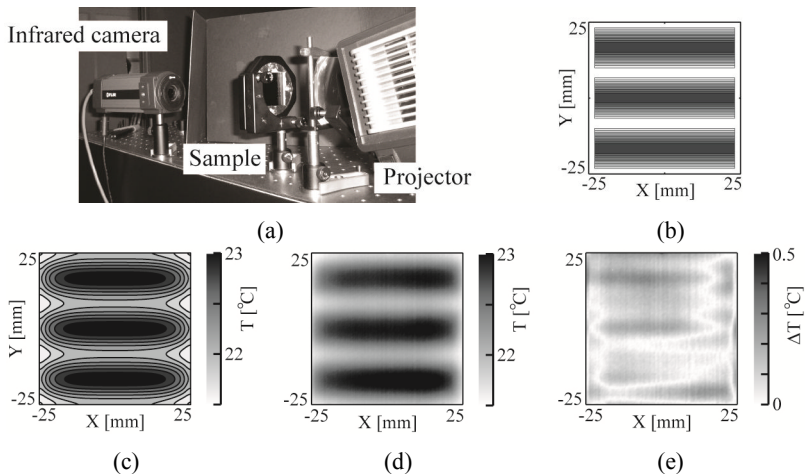 Infrared camera
Sample
Projector
(a)
25
Y [mm]
-25
-25
X [mm]
25
(b)
25
Y [mm]
-25
-25
X [mm]
25
23
T [℃]
22
(c)
25
-25
-25
X [mm]
25
23
T [℃]
22
(d)
25
-25
-25
X [mm]
25
0.5
ΔT [℃]
0
(e)